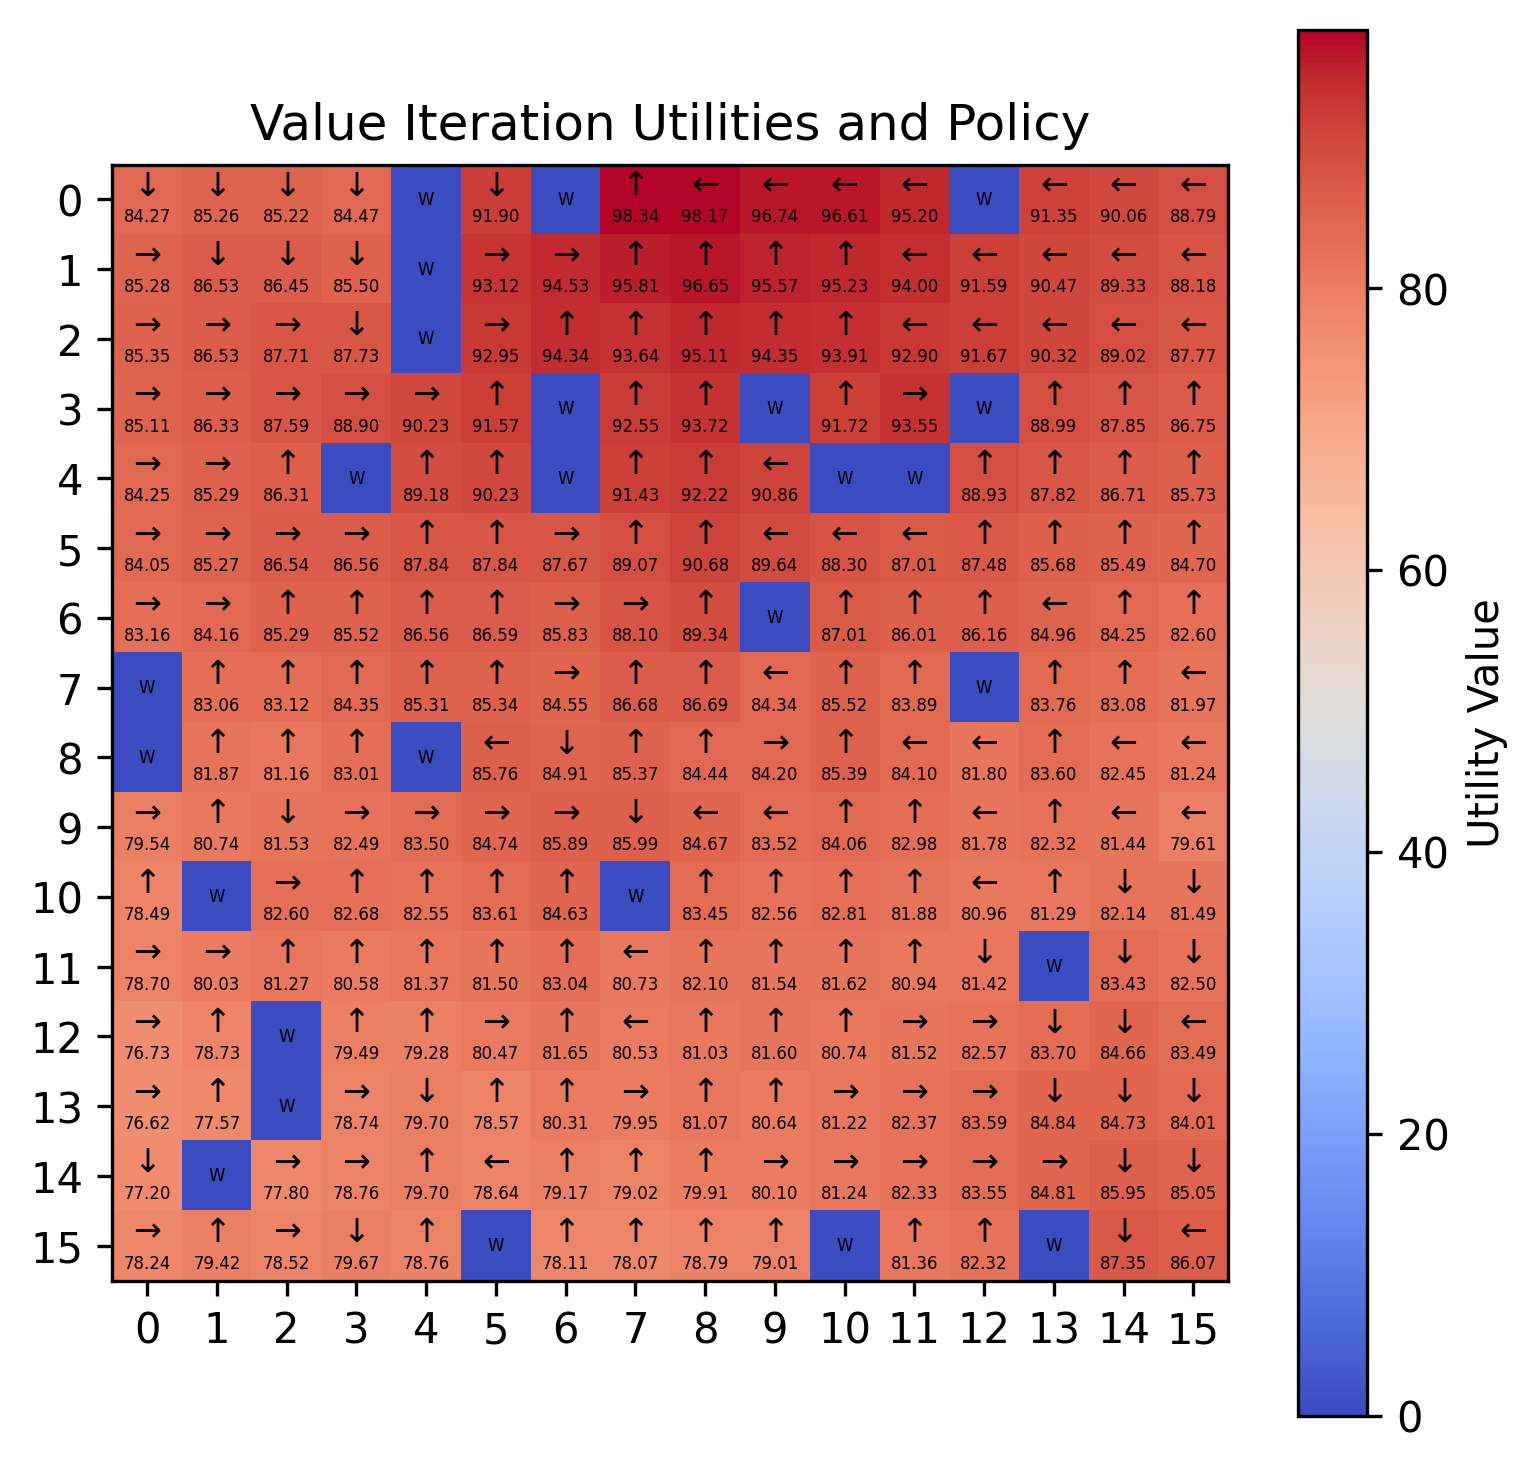 Value Iteration Utilities and Policy
0 ↓ ↓ ↓ ↓ W ↓ W ↑ ← ← ← ← W ← ← ←
84.27 85.26 85.22 84.47 91.90 98.34 98.17 96.74 96.61 95.20 91.35 90.06 88.79
1 → ↓ ↓ ↓ W → → ↑ ↑ ↑ ↑ ← ← ← ← ←
85.28 86.53 86.45 85.50 93.12 94.53 95.81 96.65 95.57 95.23 94.00 91.59 90.47 89.33 88.18
2 → → → ↓ W → ↑ ↑ ↑ ↑ ↑ ← ← ← ← ←
85.35 86.53 87.71 87.73 92.95 94.34 93.64 95.11 94.35 93.91 92.90 91.67 90.32 89.02 87.77
3 → → → → → ↑ W ↑ ↑ W ↑ → W ↑ ↑ ↑
85.11 86.33 87.59 88.90 90.23 91.57 92.55 93.72 91.72 93.55 88.99 87.85 86.75
4 → → ↑ W ↑ ↑ W ↑ ↑ ← W W ↑ ↑ ↑ ↑
84.25 85.29 86.31 89.18 90.23 91.43 92.22 90.86 88.93 87.82 86.71 85.73
5 → → → → ↑ ↑ → ↑ ↑ ← ← ← ↑ ↑ ↑ ↑
84.05 85.27 86.54 86.56 87.84 87.84 87.67 89.07 90.68 89.64 88.30 87.01 87.48 85.68 85.49 84.70
6 → → ↑ ↑ ↑ ↑ → → ↑ W ↑ ↑ ↑ ← ↑ ↑
83.16 84.16 85.29 85.52 86.56 86.59 85.83 88.10 89.34 87.01 86.01 86.16 84.96 84.25 82.60
7 W ↑ ↑ ↑ ↑ ↑ → ↑ ↑ ← ↑ ↑ W ↑ ↑ ←
83.06 83.12 84.35 85.31 85.34 84.55 86.68 86.69 84.34 85.52 83.89 83.76 83.08 81.97
8 W ↑ ↑ ↑ W ← ↓ ↑ ↑ → ↑ ← ← ↑ ← ←
81.87 81.16 83.01 85.76 84.91 85.37 84.44 84.20 85.39 84.10 81.80 83.60 82.45 81.24
9 → ↑ ↓ → → → → ↓ ← ← ↑ ↑ ← ↑ ← ←
79.54 80.74 81.53 82.49 83.50 84.74 85.89 85.99 84.67 83.52 84.06 82.98 81.78 82.32 81.44 79.61
10 ↑ W → ↑ ↑ ↑ ↑ W ↑ ↑ ↑ ↑ ← ↑ ↓ ↓
78.49 82.60 82.68 82.55 83.61 84.63 83.45 82.56 82.81 81.88 80.96 81.29 82.14 81.49
11 → → ↑ ↑ ↑ ↑ ↑ ← ↑ ↑ ↑ ↑ ↓ W ↓ ↓
78.70 80.03 81.27 80.58 81.37 81.50 83.04 80.73 82.10 81.54 81.62 80.94 81.42 83.43 82.50
12 → ↑ W ↑ ↑ → ↑ ← ↑ ↑ ↑ → → ↓ ↓ ←
76.73 78.73 79.49 79.28 80.47 81.65 80.53 81.03 81.60 80.74 81.52 82.57 83.70 84.66 83.49
13 → ↑ W → ↓ ↑ ↑ → ↑ ↑ → → → ↓ ↓ ↓
76.62 77.57 78.74 79.70 78.57 80.31 79.95 81.07 80.64 81.22 82.37 83.59 84.84 84.73 84.01
14 ↓ W → → ↑ ← ↑ ↑ ↑ → → → → → ↓ ↓
77.20 77.80 78.76 79.70 78.64 79.17 79.02 79.91 80.10 81.24 82.33 83.55 84.81 85.95 85.05
15 → ↑ → ↓ ↑ W ↑ ↑ ↑ ↑ W ↑ ↑ W ↓ ←
78.24 79.42 78.52 79.67 78.76 78.11 78.07 78.79 79.01 81.36 82.32 87.35 86.07
0 1 2 3 4 5 6 7 8 9 10 11 12 13 14 15
80
60
40
20
0
Utility Value